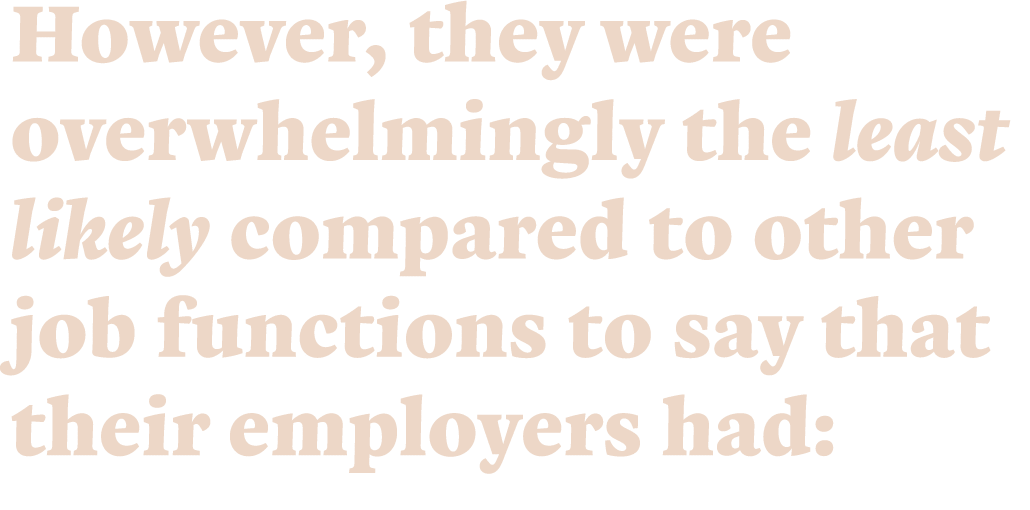 However, they were
overwhelmingly the least
likely compared to other
job functions to say that
their employers had: